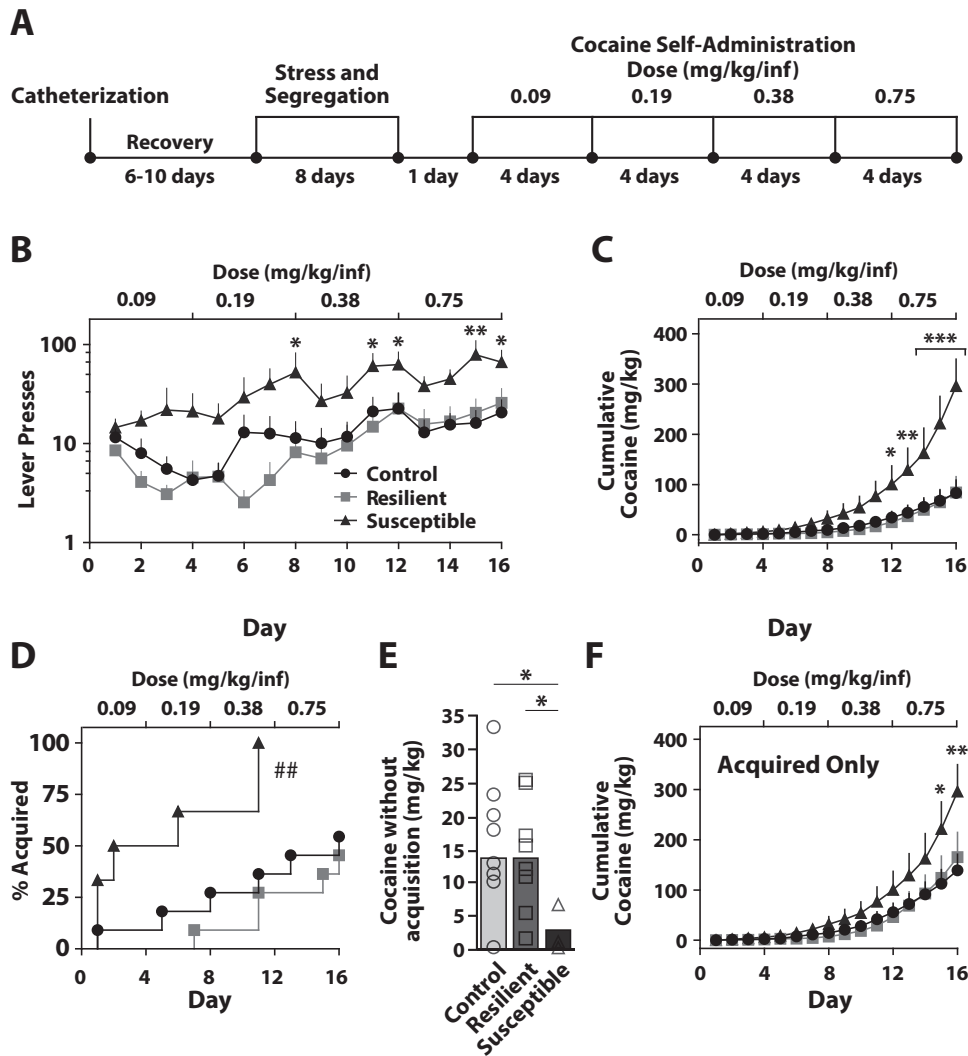 A
Cocaine Self-Administration
Dose (mg/kg/inf)
Stress and
Segregation
Catheterization
0.09 0.19 0.38 0.75
Recovery
6-10 days 8 days 1 day 4 days 4 days 4 days 4 days
B
Dose (mg/kg/inf)
0.09 0.19 0.38 0.75
Lever Presses
100
10
1
* * * ** *
Control
Resilient
Susceptible
0 2 4 6 8 10 12 14 16
Day
C
Dose (mg/kg/inf)
0.09 0.19 0.38 0.75
Cumulative
Cocaine (mg/kg)
400
300
200
100
0
* ** ***
0 4 8 12 16
Day
D
Dose (mg/kg/inf)
0.09 0.19 0.38 0.75
% Acquired
100
75
50
25
0
##
0 4 8 12 16
Day
E
*
*
Cocaine without
acquisition (mg/kg)
35
30
25
20
15
10
5
0
Control
Resilient
Susceptible
F
Dose (mg/kg/inf)
0.09 0.19 0.38 0.75
Cumulative
Cocaine (mg/kg)
400
300
200
100
0
Acquired Only
* **
0 4 8 12 16
Day